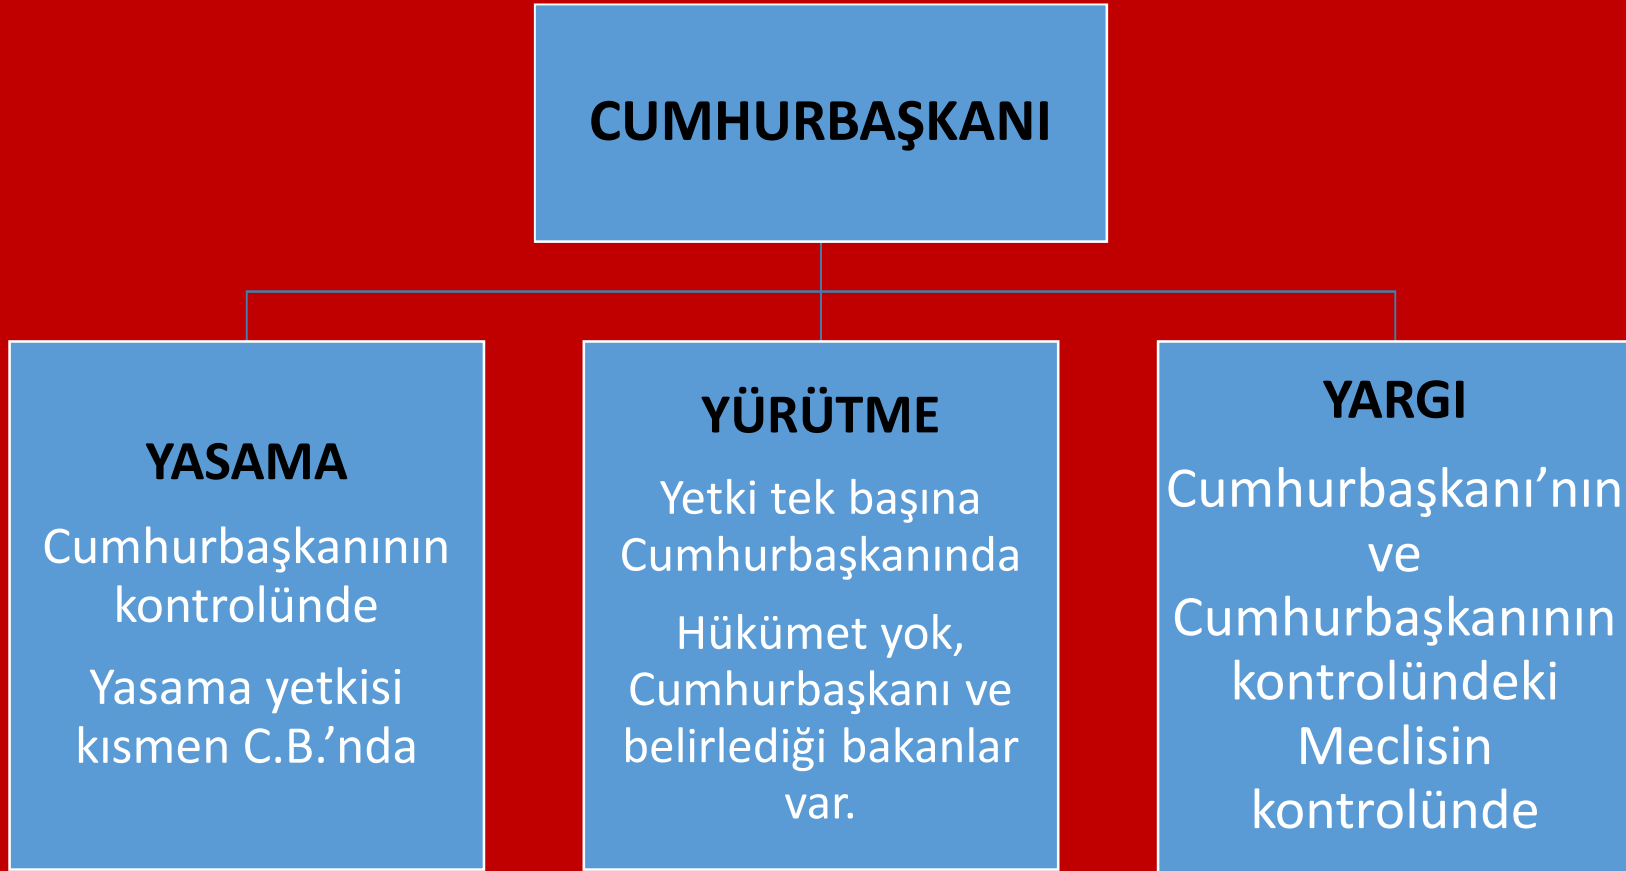 CUMHURBAŞKANI
YASAMA
Cumhurbaşkanının
kontrolünde
Yasama yetkisi
kısmen C.B.’nda
YÜRÜTME
Yetki tek başına
Cumhurbaşkanında
Hükümet yok,
Cumhurbaşkanı ve
belirlediği bakanlar
var.
YARGI
Cumhurbaşkanı’nın
ve
Cumhurbaşkanının
kontrolündeki
Meclisin
kontrolünde